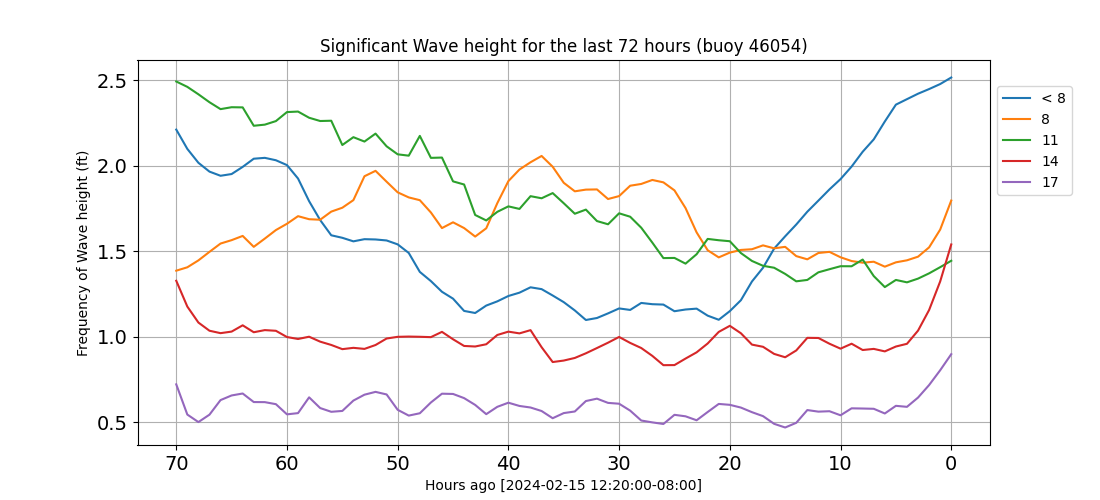 Significant Wave height for the last 72 hours (buoy 46054)
Frequency of Wave height (ft)
2.5
2.0
1.5
1.0
0.5
70 60 50 40 30 20 10 0
Hours ago [2024-02-15 12:20:00-08:00]
< 8
8
11
14
17